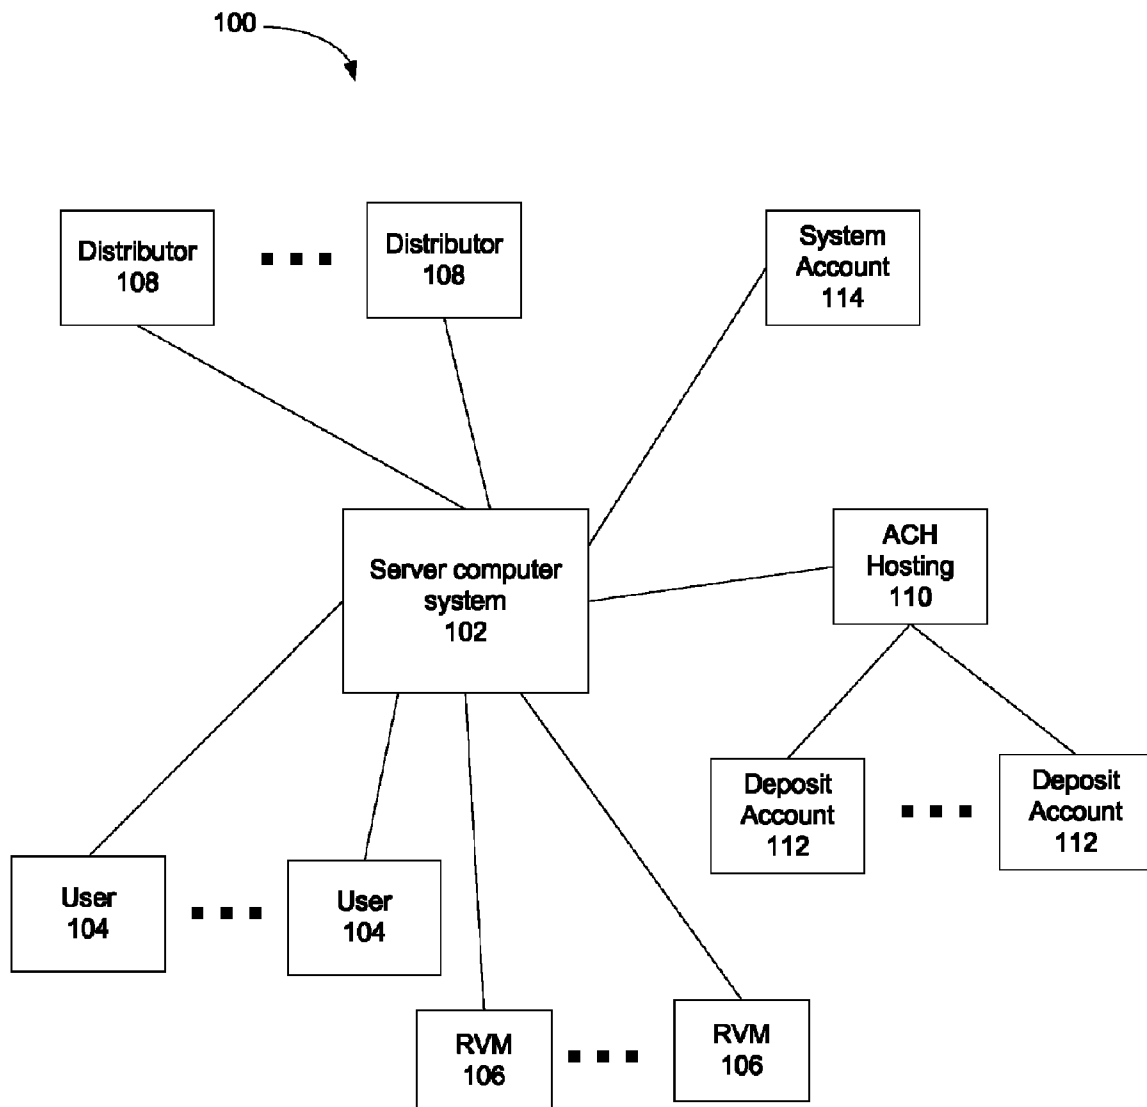 100
Distributor
108
Distributor
108
System
Account
114
Server computer
system
102
ACH
Hosting
110
Deposit
Account
112
Deposit
Account
112
User
104
User
104
RVM
106
RVM
106